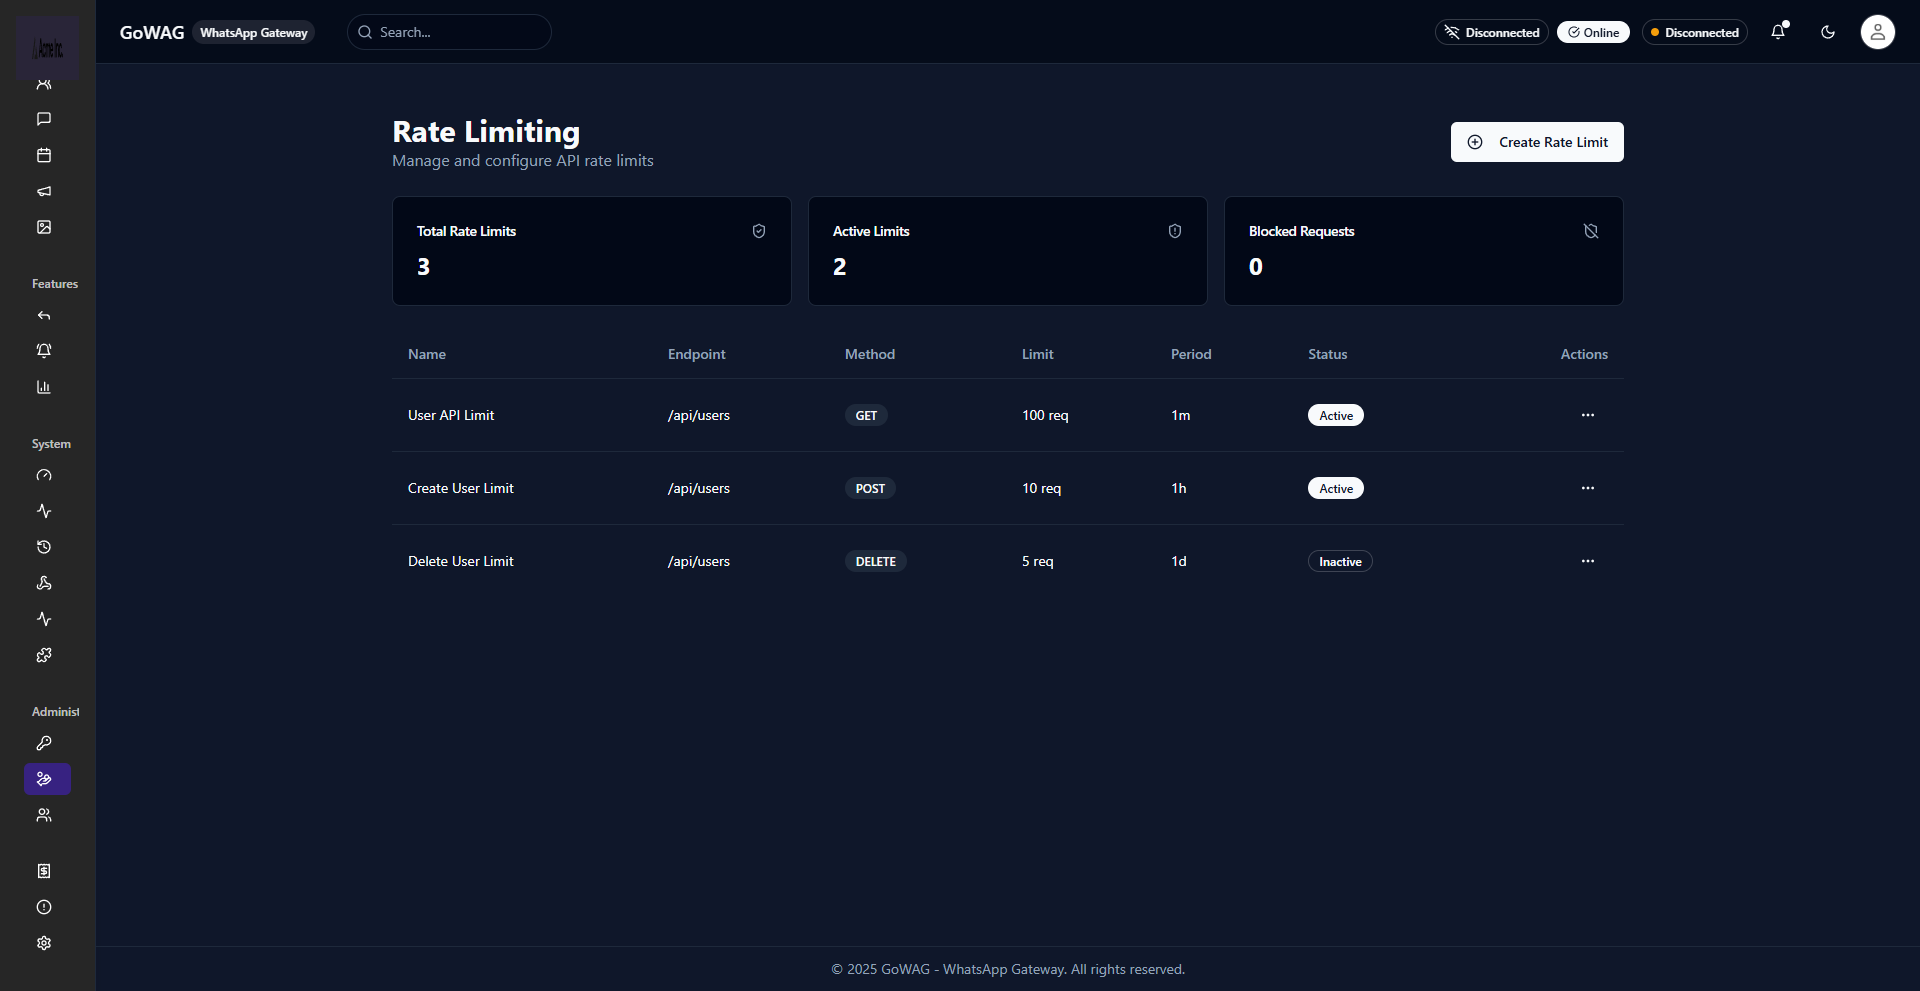 Acme Inc.
GoWAG
WhatsApp Gateway
Search...
Disconnected
Online
Disconnected
Features
System
Administ
Rate Limiting
Manage and configure API rate limits
Create Rate Limit
Total Rate Limits
3
Active Limits
2
Blocked Requests
0
Name Endpoint Method Limit Period Status Actions
User API Limit /api/users GET 100 req 1m Active
Create User Limit /api/users POST 10 req 1h Active
Delete User Limit /api/users DELETE 5 req 1d Inactive
© 2025 GoWAG - WhatsApp Gateway. All rights reserved.